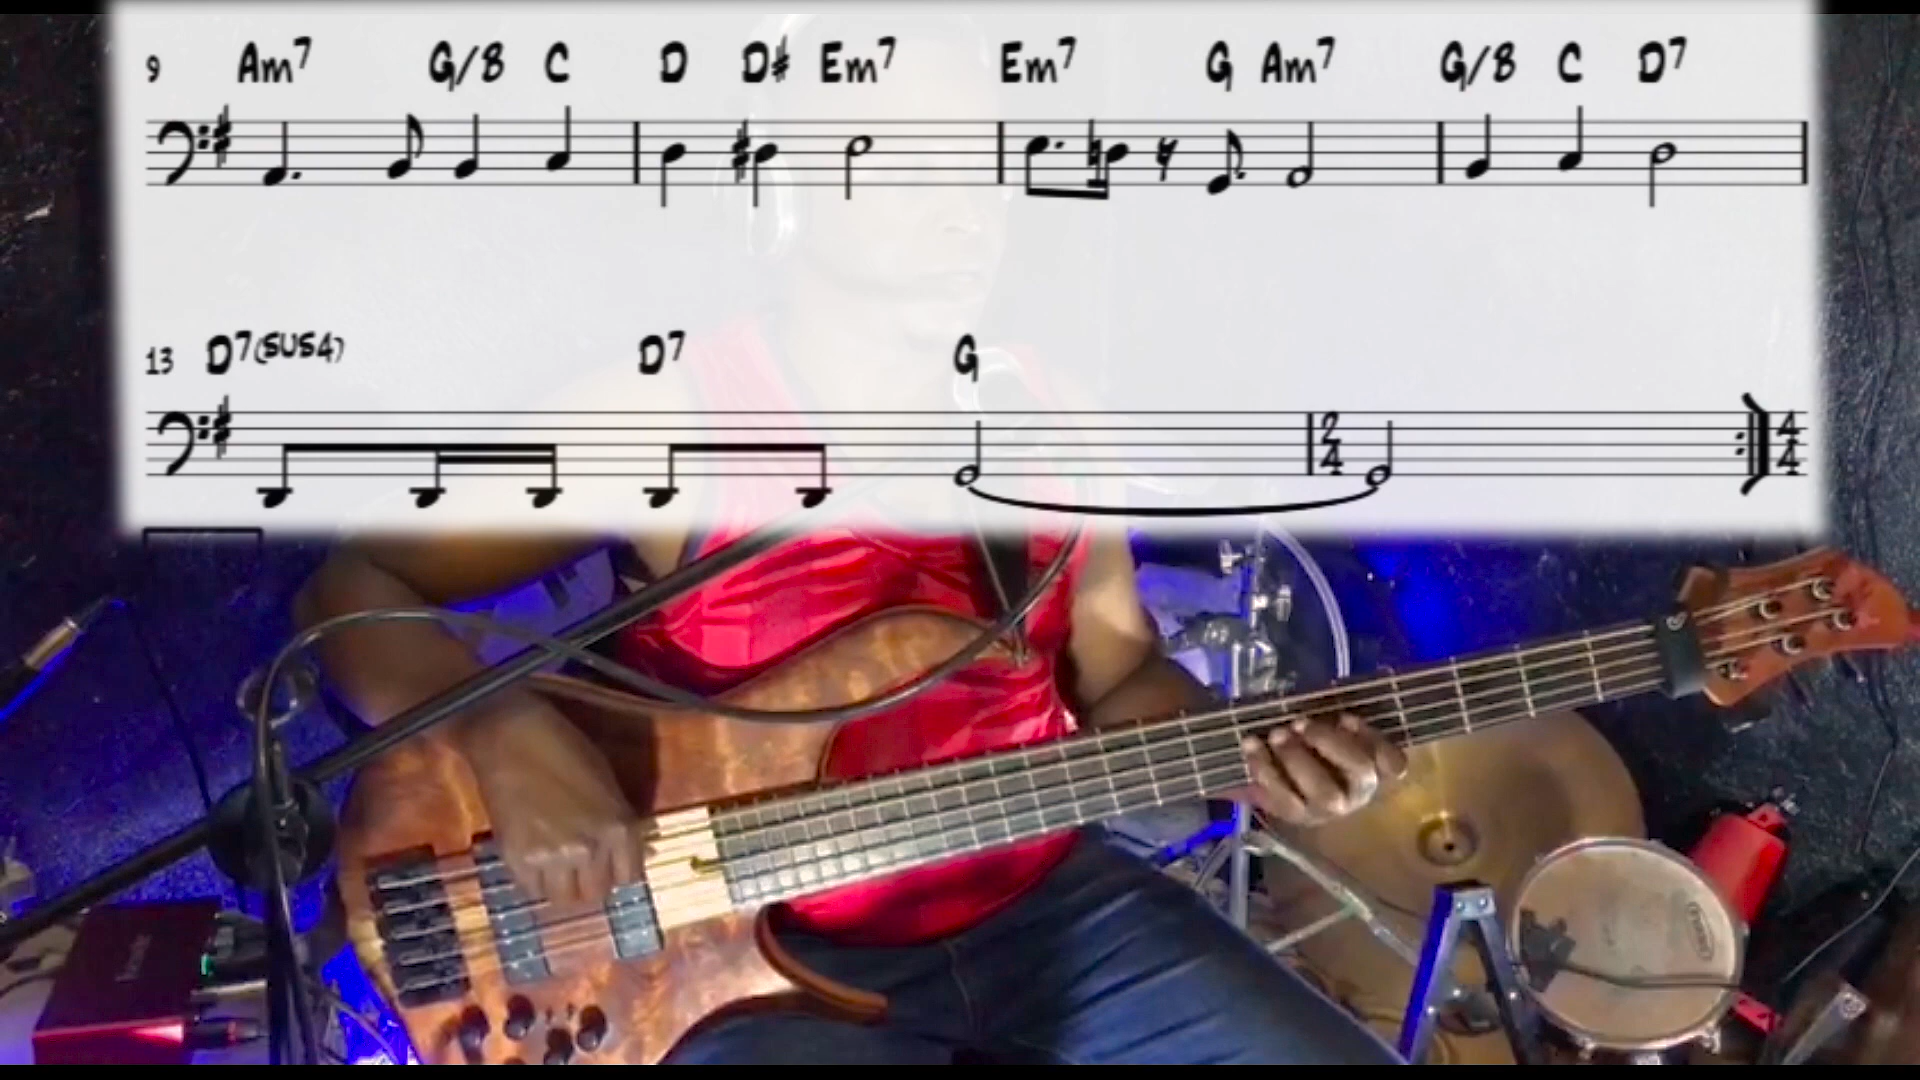 9 Am7 G/B C D D# Em7 Em7 G Am7 G/B C D7
13 D7(SUS4) D7 G
2 4
4 4